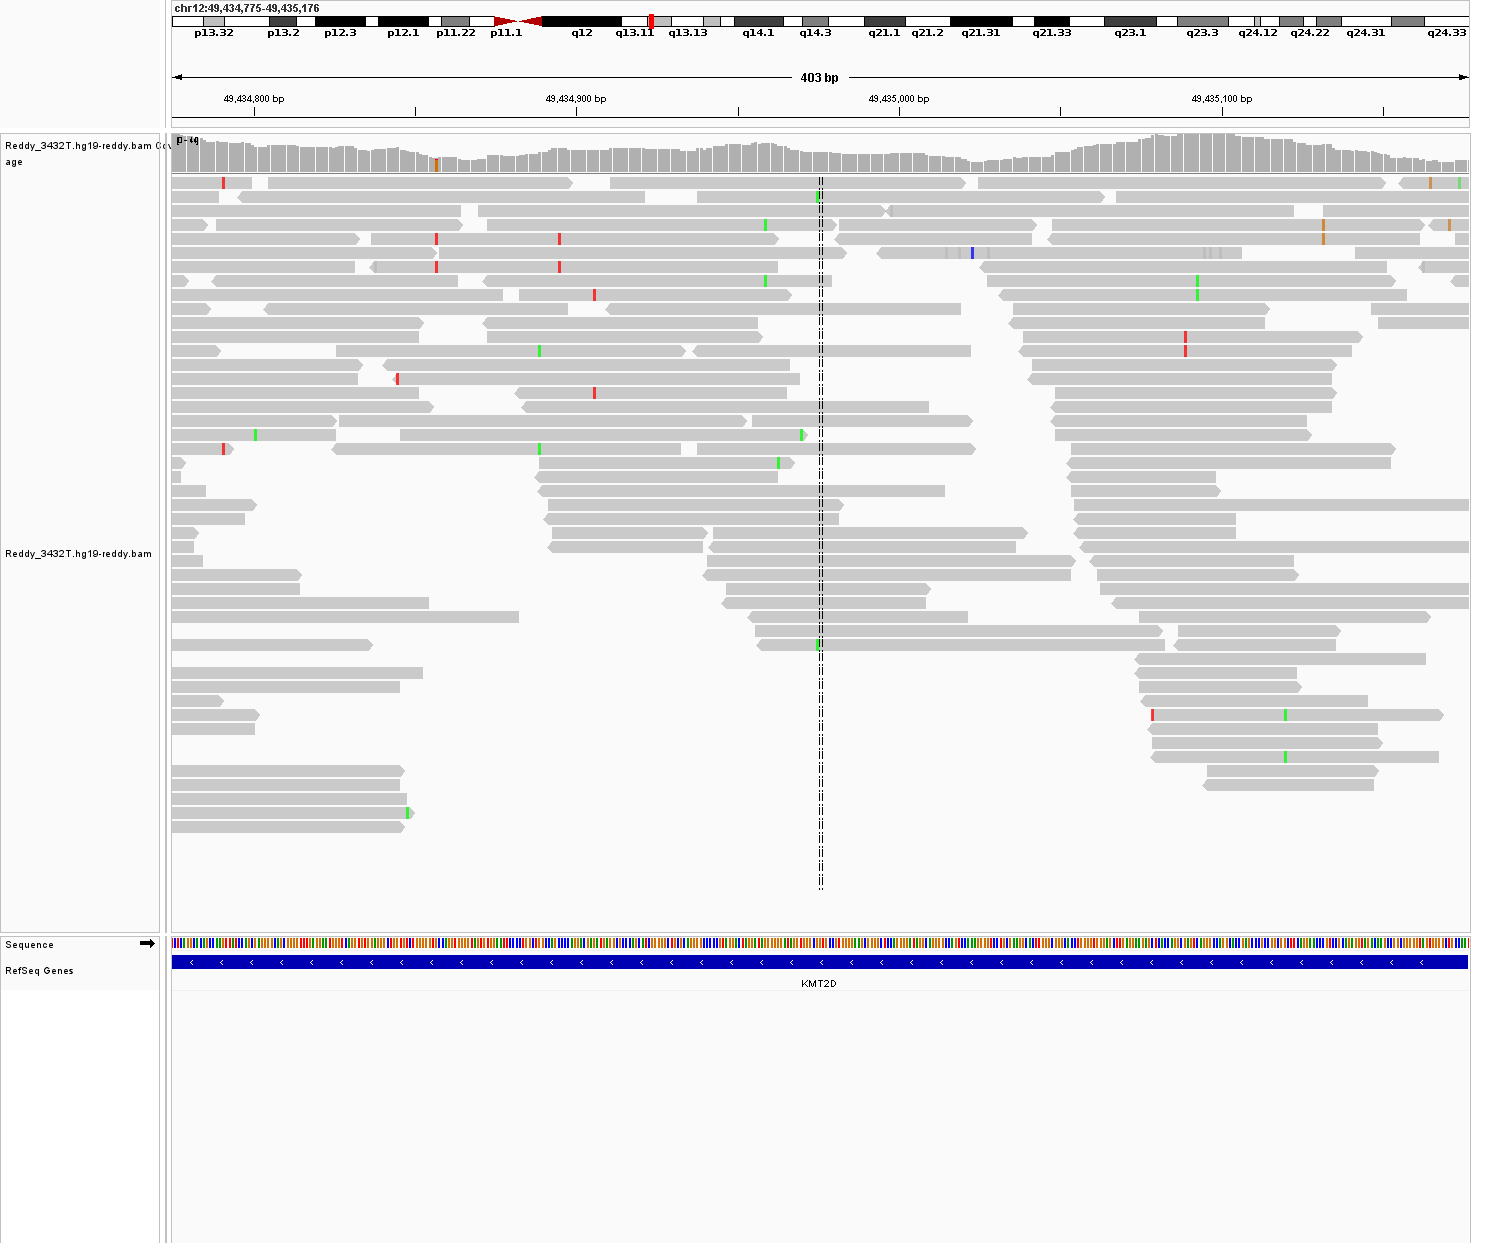 chr12:49,434,775-49,435,176
p13.32 p13.2 p12.3 p12.1 p11.22 p11.1 q12 q13.11 q13.13 q14.1 q14.3 q21.1 q21.2 q21.31 q21.33 q23.1 q23.3 q24.12 q24.22 q24.31 q24.33
403 bp
49,434,800 bp 49,434,900 bp 49,435,000 bp 49,435,100 bp
Reddy_3432T.hg19-reddy.bam Cov
age
Reddy_3432T.hg19-reddy.bam
Sequence
RefSeq Genes
KMT2D